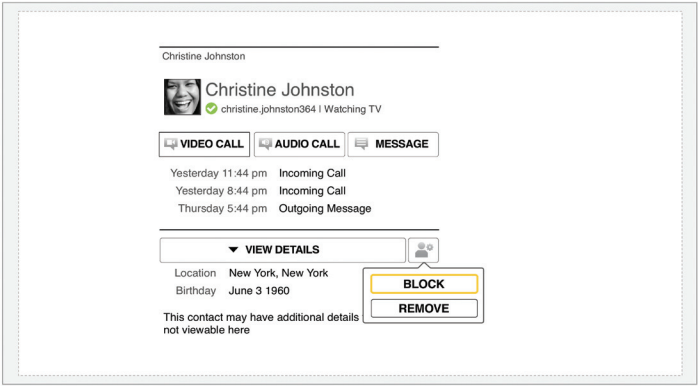 Christine Johnston
Christine Johnston
christine.johnston364 | Watching TV
VIDEO CALL
AUDIO CALL
MESSAGE
Yesterday 11:44 pm Incoming Call
Yesterday 8:44 pm Incoming Call
Thursday 5:44 pm Outgoing Message
VIEW DETAILS
Location New York, New York
Birthday June 3 1960
BLOCK
REMOVE
This contact may have additional details
not viewable here